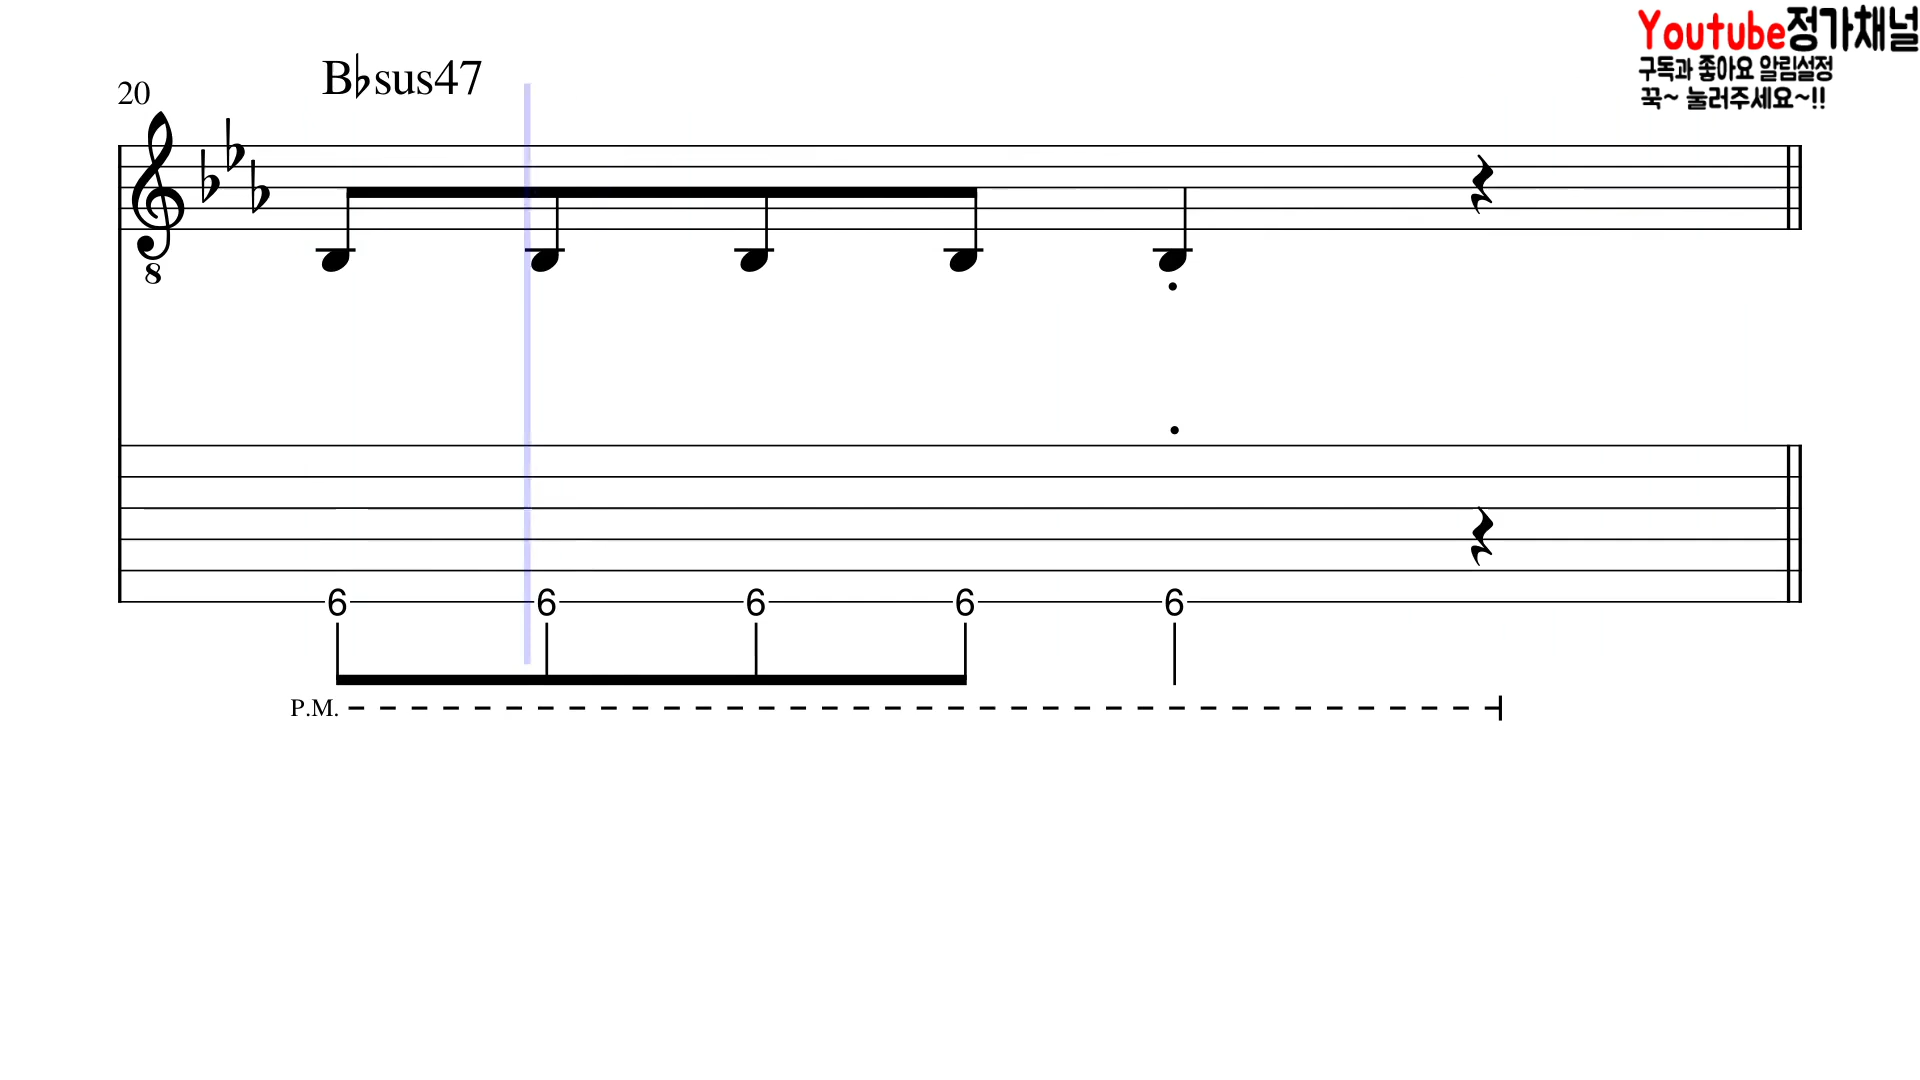 Youtube정가채널
구독과 좋아요 알림설정
꾹~ 눌러주세요~!!
20
B♭sus47
8
6 6 6 6 6
P.M.